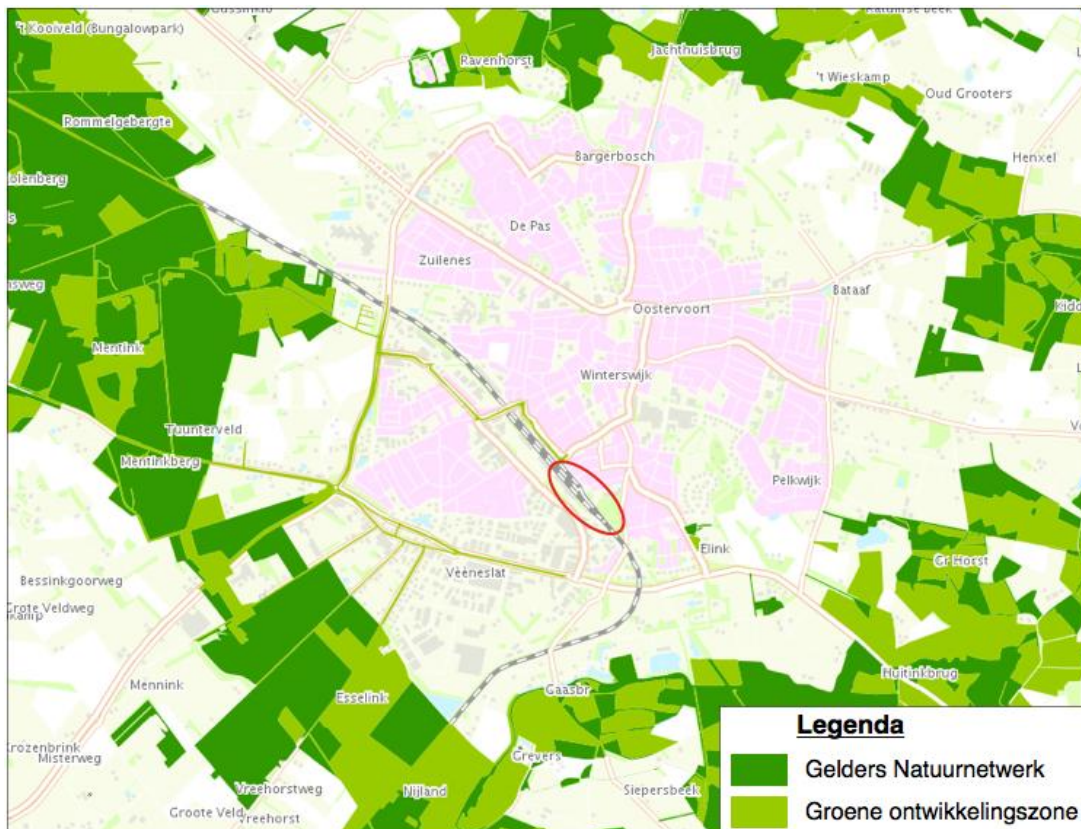 't Kooiveld (Bungalowpark)
Jachthuisbrug
Ravenhorst
't Wieskamp
Oud Grooters
Rommelgebergte
Bargerbosch
Henxel
De Pas
Zuilenes
Bataaf
Oostervoort
Mentink
Winterswijk
Tuunterveld
Mentinkberg
Pelkwijk
Elink
Gr Horst
Vèèneslat
Bessinkgoorweg
Grote Veldweg
Huitinkbrug
Mennink
Esselink
Gaasbr
Legenda
Misterweg
Grevers
Gelders Natuurnetwerk
Vreehorstweg
Nijland
Siepersbeek
Groote Veld
Vreehorst
Groene ontwikkelingszone